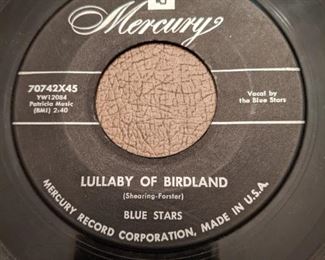 Mercury
70742X45
YW12084
Patricia Music
(BMI) 2:40
Vocal by
the Blue Stars
LULLABY OF BIRDLAND
(Shearing-Forster)
BLUE STARS
MERCURY RECORD CORPORATION, MADE IN U.S.A.